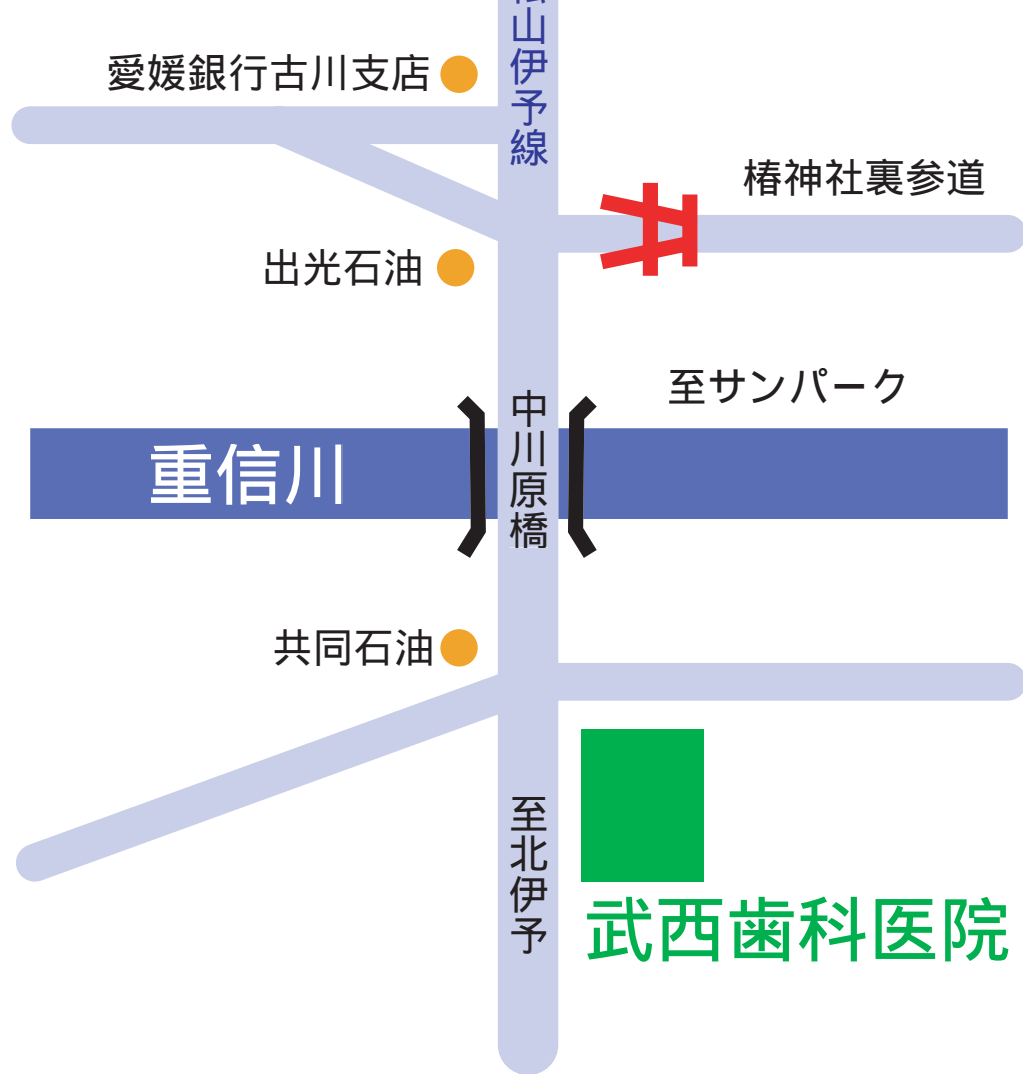 山伊予線
愛媛銀行古川支店
椿神社裏参道
出光石油
至サンパーク
中川原橋
重信川
共同石油
至北伊予
武西歯科医院